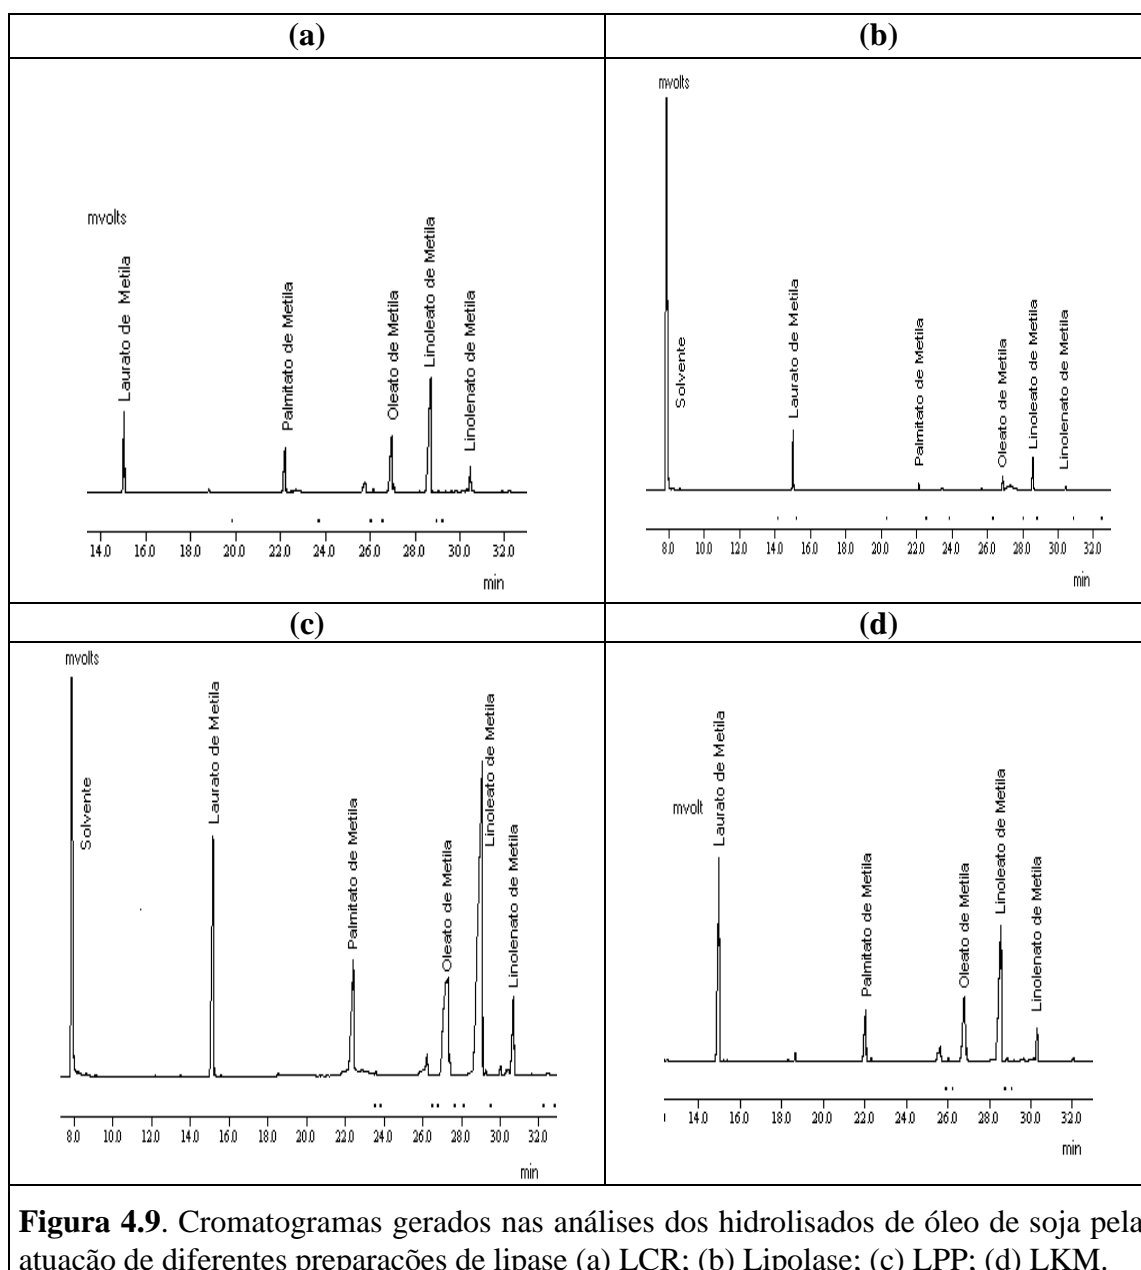 (a)
mvolts
Laurato de Metila
Palmitato de Metila
Oleato de Metila
Linoleato de Metila
Linolenato de Metila
14.0 16.0 20.0 22.0 24.0 26.0 28.0 30.0 32.0
min
(b)
mvolts
Solvente
Laurato de Metila
Palmitato de Metila
Oleato de Metila
Linoleato de Metila
Linolenato de Metila
8.0 10.0 12.0 14.0 16.0 20.0 22.0 24.0 26.0 28.0 30.0 32.0
min
(c)
mvolts
Solvente
Laurato de Metila
Palmitato de Metila
Oleato de Metila
Linoleato de Metila
Linolenato de Metila
8.0 10.0 12.0 14.0 16.0 20.0 22.0 24.0 26.0 28.0 30.0 32.0
min
(d)
mvolt
Laurato de Metila
Palmitato de Metila
Oleato de Metila
Linoleato de Metila
Linolenato de Metila
14.0 16.0 20.0 22.0 24.0 26.0 28.0 30.0 32.0
min
Figura 4.9. Cromatogramas gerados nas análises dos hidrolisados de óleo de soja pela
atuação de diferentes preparações de lipase (a) LCR; (b) Lipolase; (c) LPP; (d) LKM.